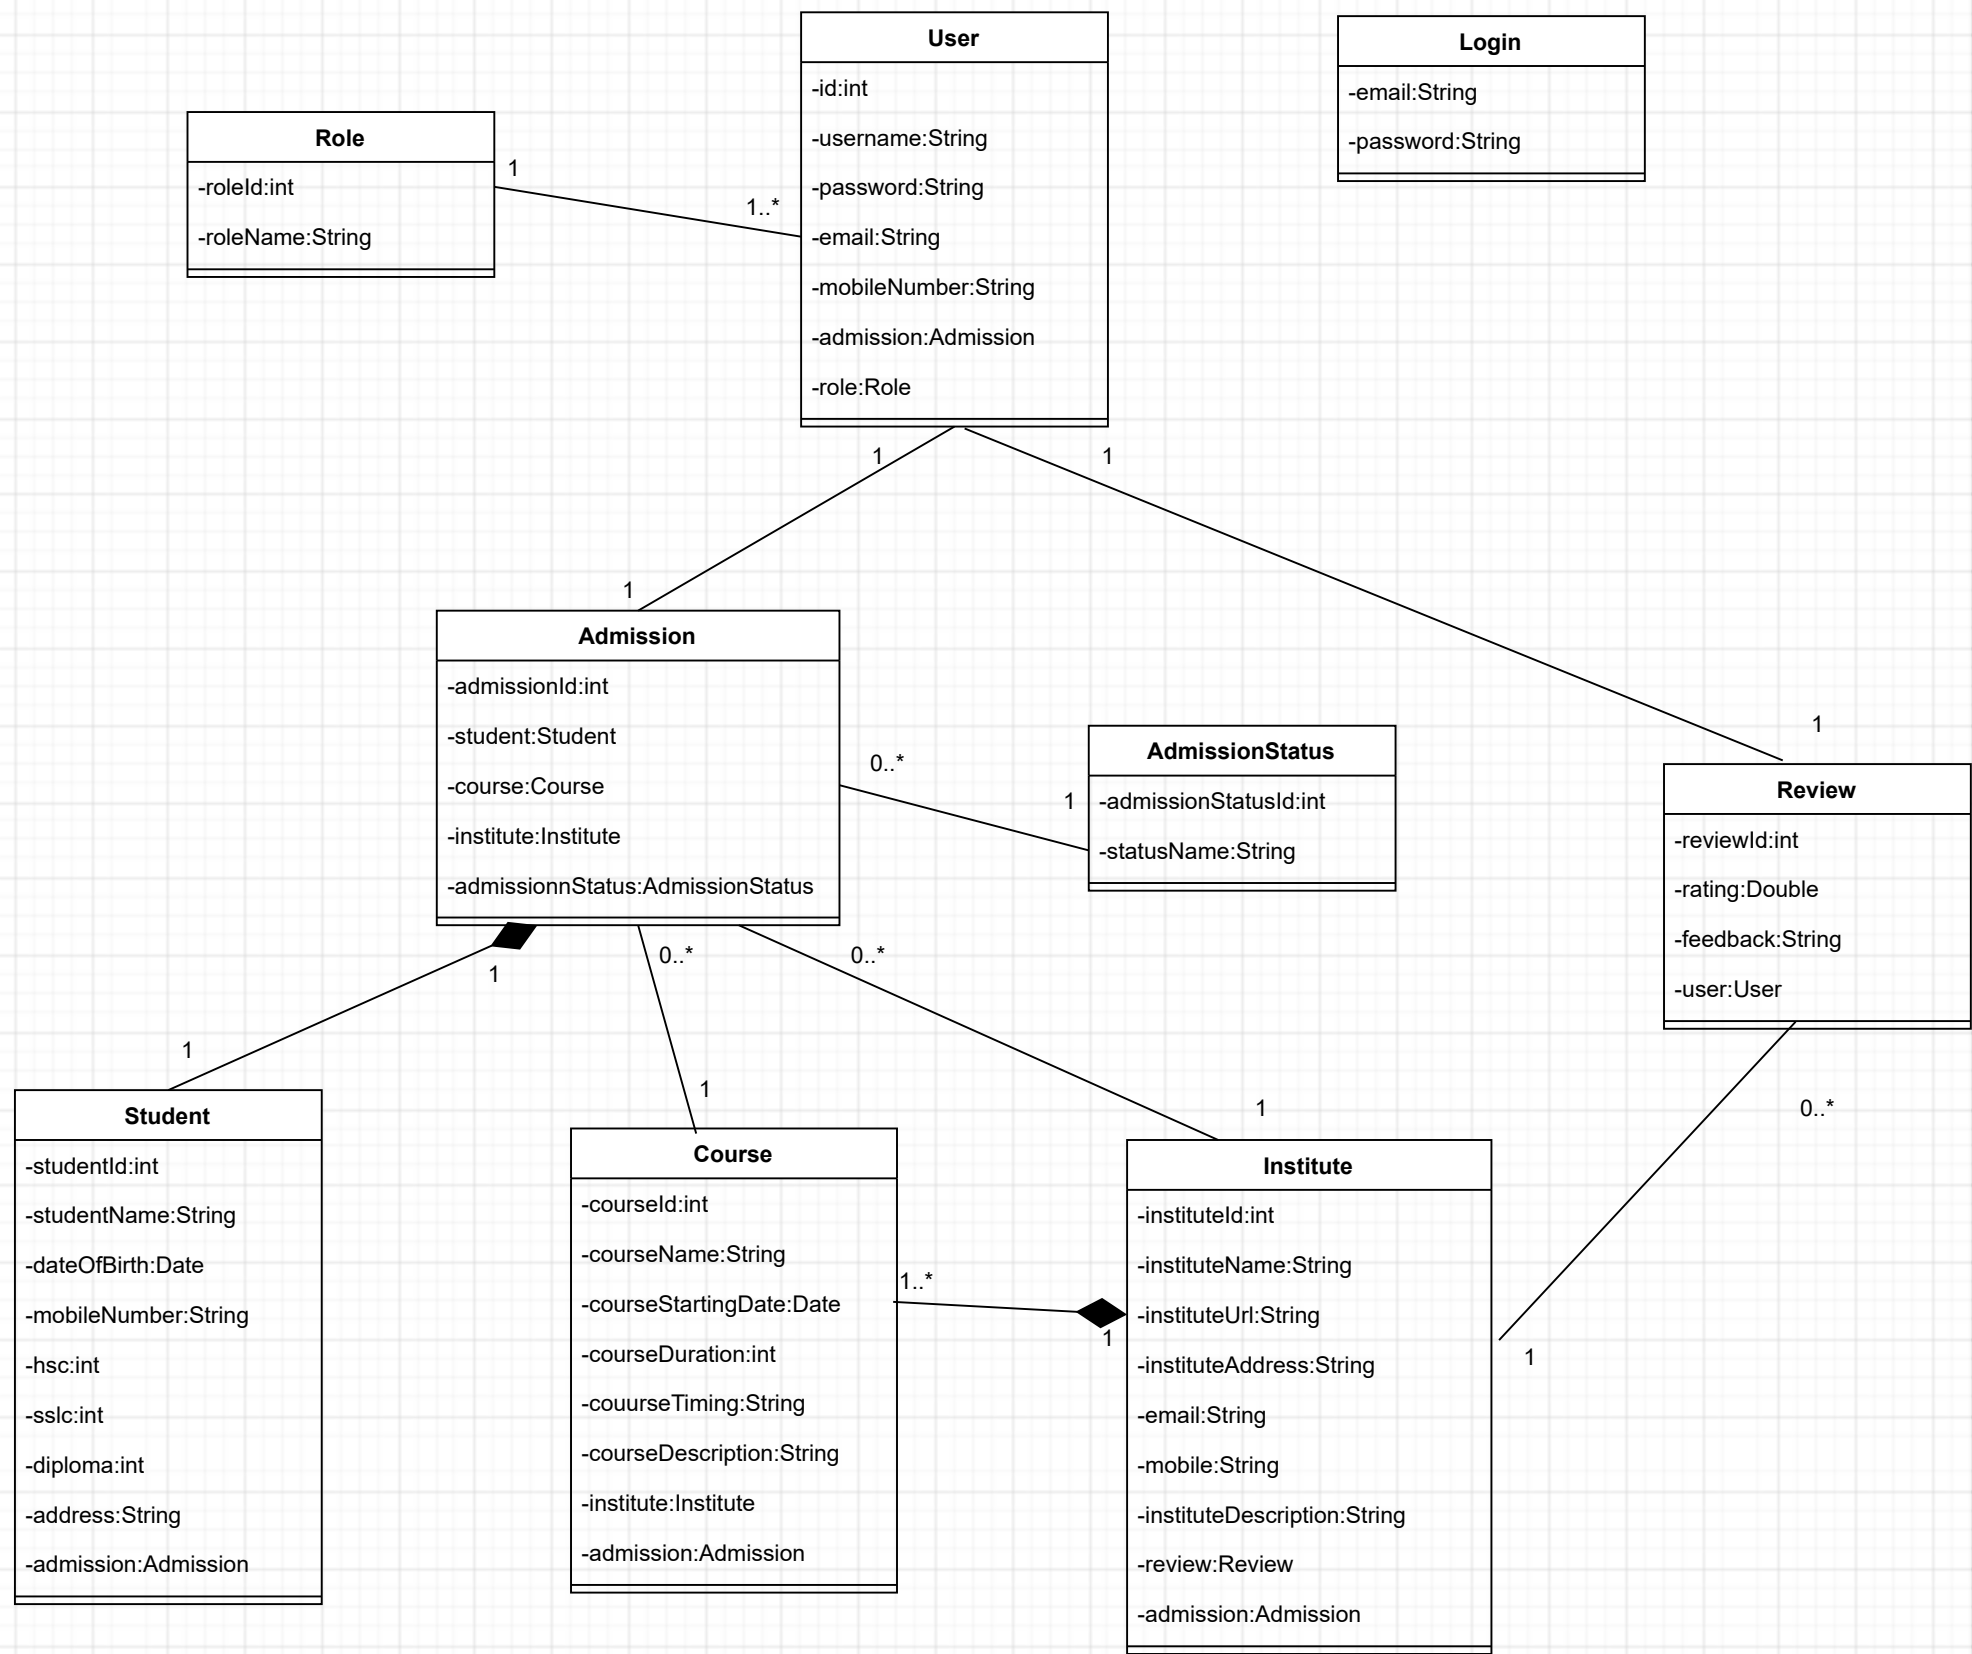 User
-id:int
-username:String
-password:String
-email:String
-mobileNumber:String
-admission:Admission
-role:Role
Login
-email:String
-password:String
Role
-roleId:int
-roleName:String
1
1..*
1
1
1
1
Admission
-admissionId:int
-student:Student
-course:Course
-institute:Institute
-admissionnStatus:AdmissionStatus
0..*
1
AdmissionStatus
-admissionStatusId:int
-statusName:String
Review
-reviewId:int
-rating:Double
-feedback:String
-user:User
1
0..*
0..*
1
1
1
0..*
1
Student
-studentId:int
-studentName:String
-dateOfBirth:Date
-mobileNumber:String
-hsc:int
-sslc:int
-diploma:int
-address:String
-admission:Admission
Course
-courseId:int
-courseName:String
-courseStartingDate:Date
-courseDuration:int
-couurseTiming:String
-courseDescription:String
-institute:Institute
-admission:Admission
1..*
1
Institute
-instituteId:int
-instituteName:String
-instituteUrl:String
-instituteAddress:String
-email:String
-mobile:String
-instituteDescription:String
-review:Review
-admission:Admission